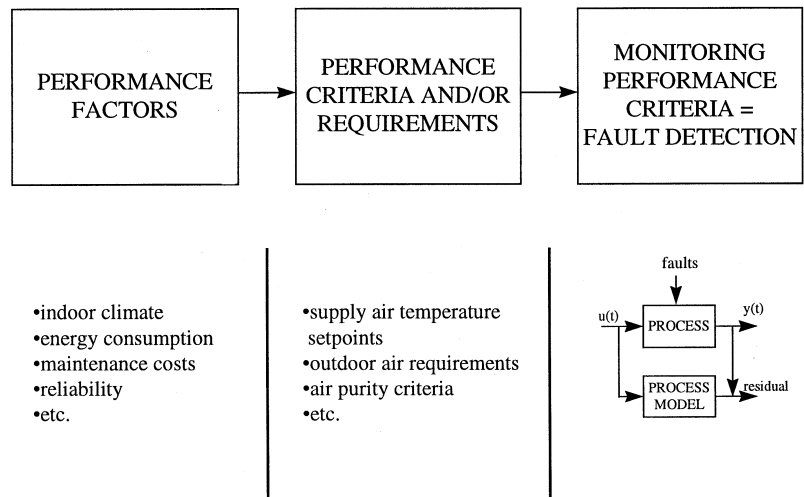 PERFORMANCE
FACTORS
PERFORMANCE
CRITERIA AND/OR
REQUIREMENTS
MONITORING
PERFORMANCE
CRITERIA =
FAULT DETECTION
•indoor climate
•energy consumption
•maintenance costs
•reliability
•etc.
•supply air temperature
setpoints
•outdoor air requirements
•air purity criteria
•etc.
faults
u(t)
PROCESS
y(t)
PROCESS
MODEL
residual